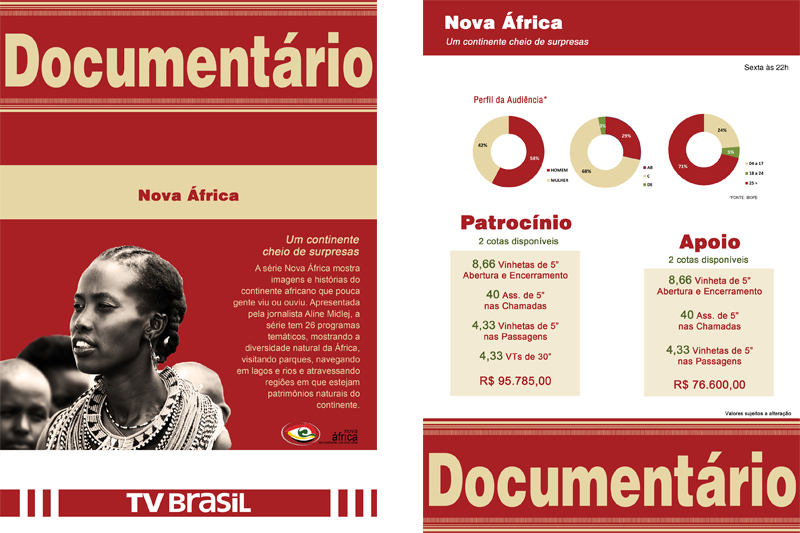 Documentário
Nova África
Um continente
cheio de surpresas
A série Nova África mostra
imagens e histórias do
continente africano que pouca
gente viu ou ouviu. Apresentada
pela jornalista Aline Midlej, a
série tem 26 programas
temáticos, mostrando a
diversidade natural da África,
visitando parques, navegando
em lagos e rios e atravessando
regiões em que estejam
patrimônios naturais do
continente.
nova
áfrica
TV BRASIL
Nova África
Um continente cheio de surpresas
Sexta às 22h
Perfil da Audiência*
42%
58%
HOMEM
MULHER
29%
68%
AB
C
DE
24%
5%
71%
04 a 17
18 a 24
25 +
*FONTE: IBOPE
Patrocínio
2 cotas disponíveis
8,66 Vinhetas de 5”
Abertura e Encerramento
40 Ass. de 5”
nas Chamadas
4,33 Vinhetas de 5”
nas Passagens
4,33 VTs de 30”
R$ 95.785,00
Apoio
2 cotas disponíveis
8,66 Vinheta de 5”
Abertura e Encerramento
40 Ass. de 5”
nas Chamadas
4,33 Vinhetas de 5”
nas Passagens
R$ 76.600,00
Valores sujeitos a alteração
Documentário